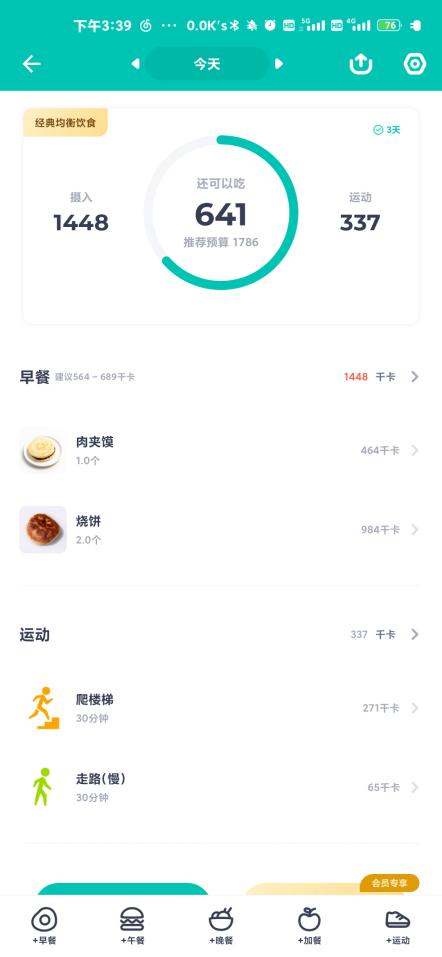 下午3:39 ··· 0.0K/s HD 5G HD 4G 76
今天
经典均衡饮食
3天
还可以吃
摄入
641
运动
1448
337
推荐预算 1786
早餐 建议564 ~ 689千卡 1448 千卡
肉夹馍
1.0个 464千卡
烧饼
2.0个 984千卡
运动 337 千卡
爬楼梯
30分钟 271千卡
走路(慢)
30分钟 65千卡
会员专享
+早餐 +午餐 +晚餐 +加餐 +运动